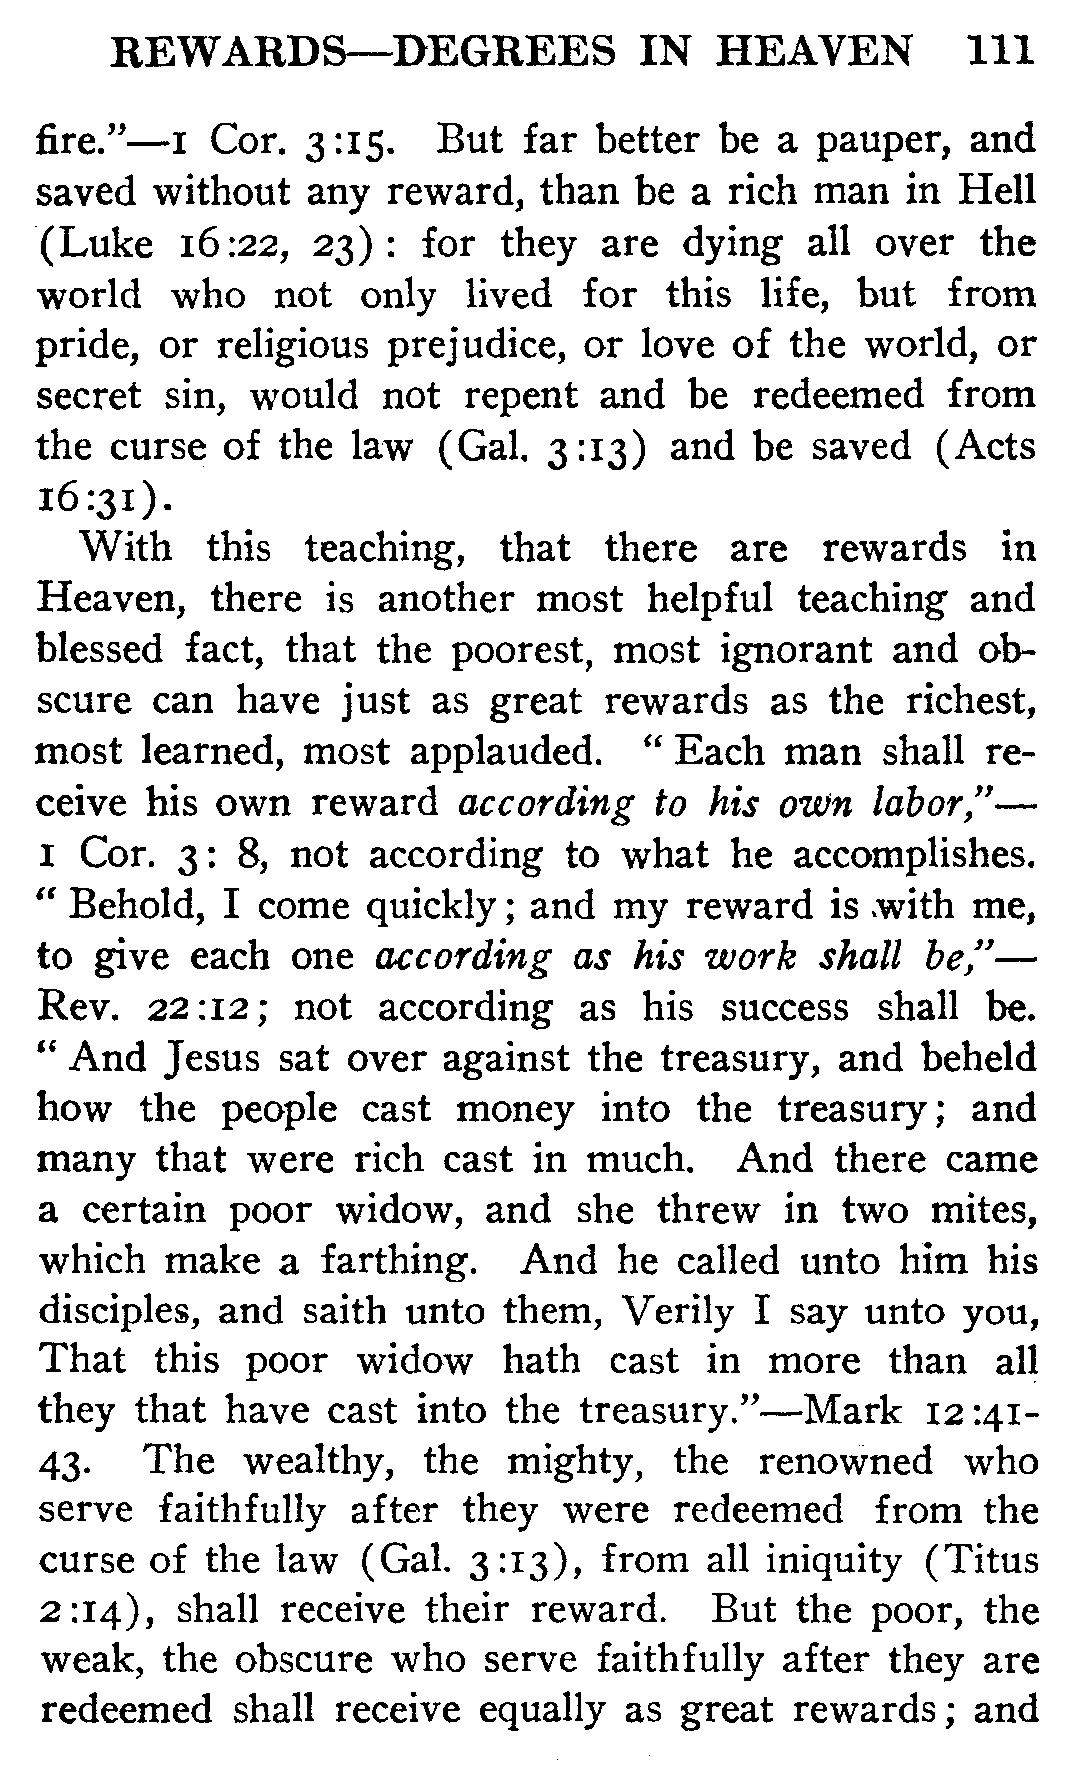 REWARDS—DEGREES IN HEAVEN 111
fire."—1 Cor. 3:15. But far better be a pauper, and
saved without any reward, than be a rich man in Hell
(Luke 16:22, 23): for they are dying all over the
world who not only lived for this life, but from
pride, or religious prejudice, or love of the world, or
secret sin, would not repent and be redeemed from
the curse of the law (Gal. 3:13) and be saved (Acts
16:31).
With this teaching, that there are rewards in
Heaven, there is another most helpful teaching and
blessed fact, that the poorest, most ignorant and ob-
scure can have just as great rewards as the richest,
most learned, most applauded. "Each man shall re-
ceive his own reward according to his own labor,"—
1 Cor. 3: 8, not according to what he accomplishes.
"Behold, I come quickly; and my reward is with me,
to give each one according as his work shall be,"—
Rev. 22:12; not according as his success shall be.
"And Jesus sat over against the treasury, and beheld
how the people cast money into the treasury; and
many that were rich cast in much. And there came
a certain poor widow, and she threw in two mites,
which make a farthing. And he called unto him his
disciples, and saith unto them, Verily I say unto you,
That this poor widow hath cast in more than all
they that have cast into the treasury."—Mark 12:41-
43. The wealthy, the mighty, the renowned who
serve faithfully after they were redeemed from the
curse of the law (Gal. 3:13), from all iniquity (Titus
2:14), shall receive their reward. But the poor, the
weak, the obscure who serve faithfully after they are
redeemed shall receive equally as great rewards; and